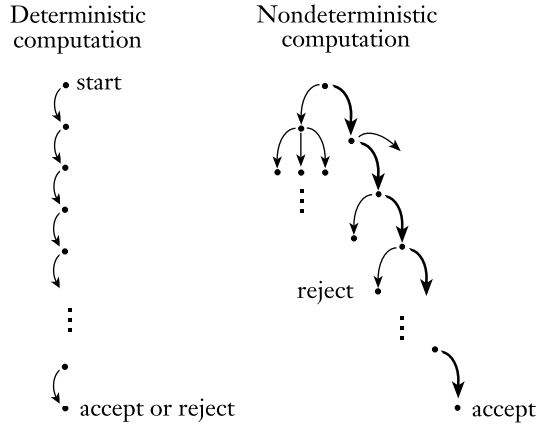 Deterministic
computation
Nondeterministic
computation
start
reject
accept or reject
accept